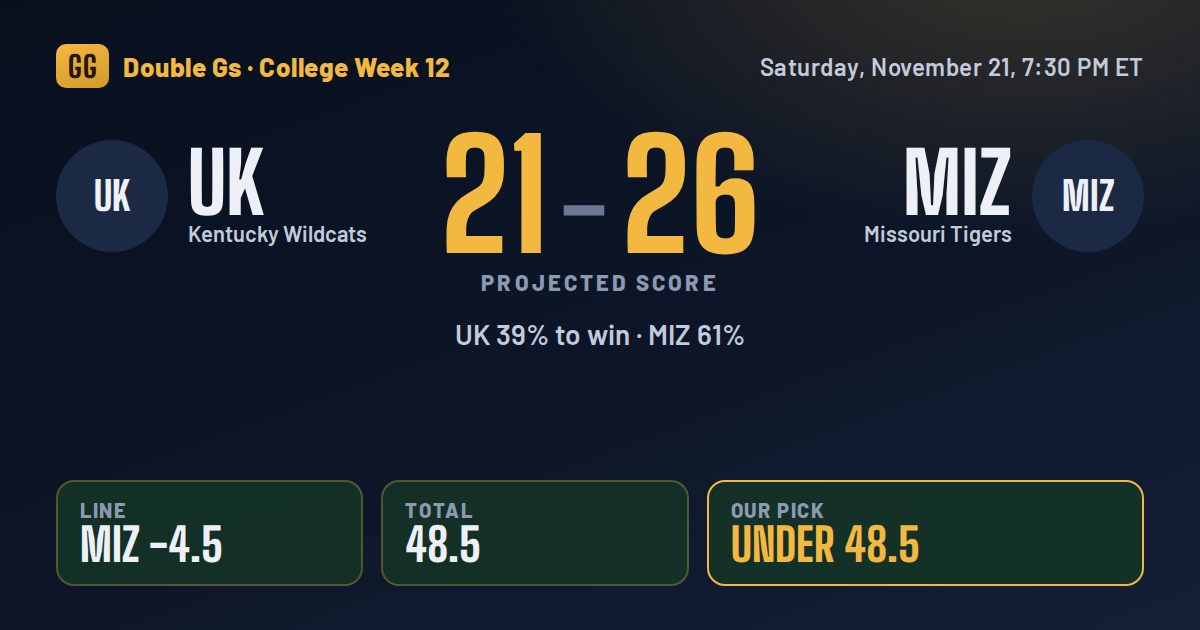 GG Double Gs · College Week 12
Saturday, November 21, 7:30 PM ET
UK
UK
Kentucky Wildcats
21 – 26
PROJECTED SCORE
UK 39% to win · MIZ 61%
MIZ
Missouri Tigers
MIZ
LINE
MIZ −4.5
TOTAL
48.5
OUR PICK
UNDER 48.5